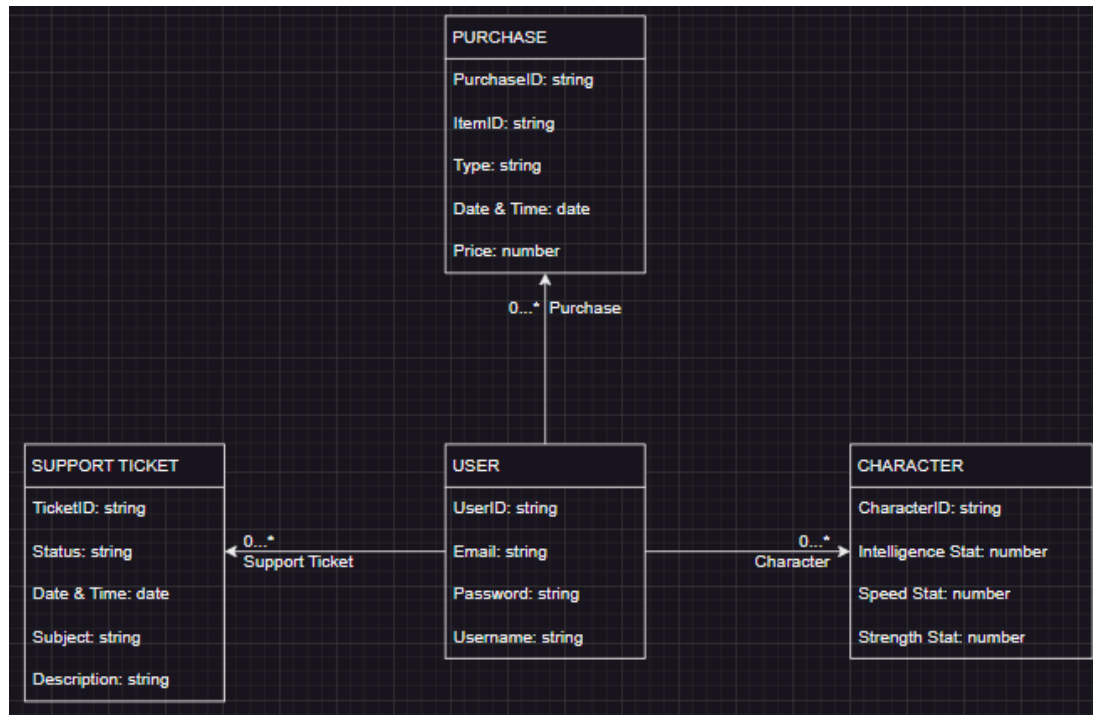 PURCHASE
PurchaseID: string
ItemID: string
Type: string
Date & Time: date
Price: number
0...* Purchase
SUPPORT TICKET
TicketID: string
Status: string
Date & Time: date
Subject: string
Description: string
0...*
Support Ticket
USER
UserID: string
Email: string
Password: string
Username: string
0...*
Character
CHARACTER
CharacterID: string
Intelligence Stat: number
Speed Stat: number
Strength Stat: number